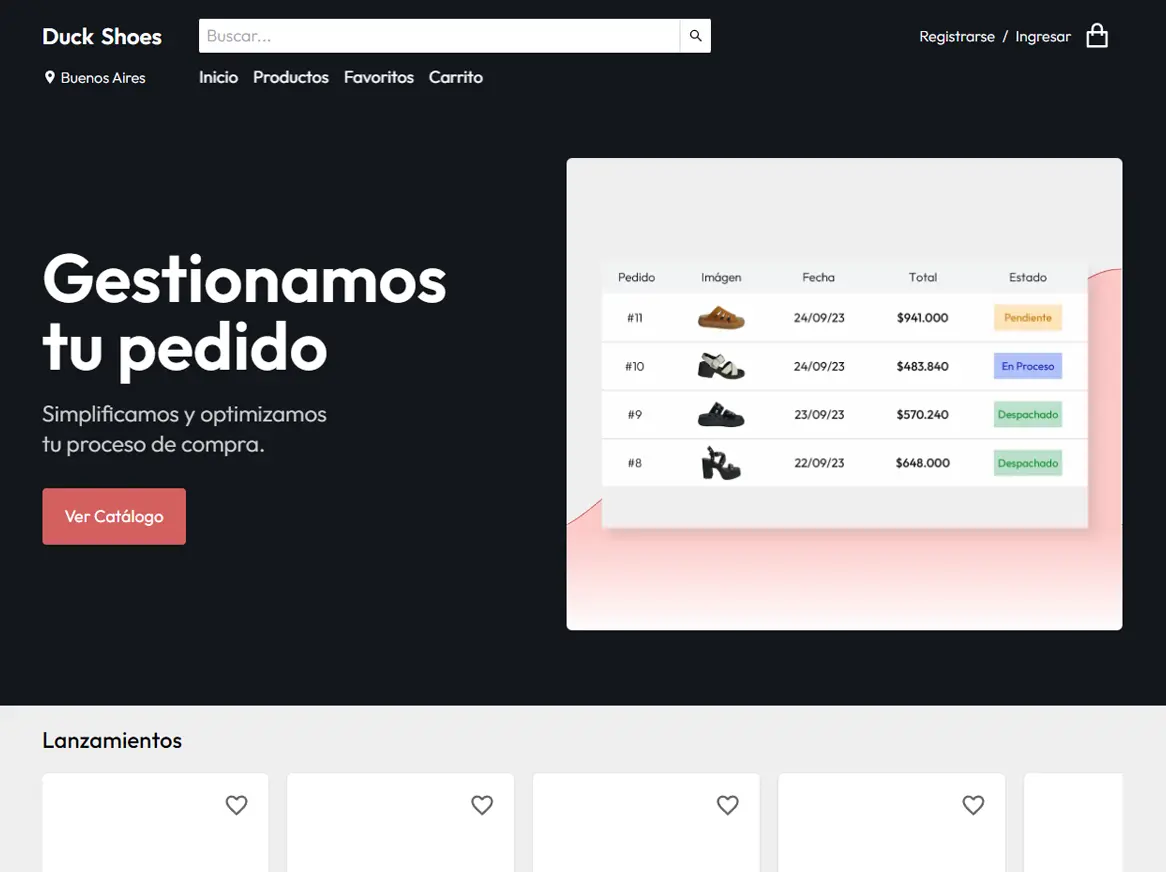 Duck Shoes
Buscar...
Registrarse / Ingresar
Buenos Aires
Inicio Productos Favoritos Carrito
Gestionamos
tu pedido
Simplificamos y optimizamos
tu proceso de compra.
Ver Catálogo
Pedido Imágen Fecha Total Estado
#11 24/09/23 $941.000 Pendiente
#10 24/09/23 $483.840 En Proceso
#9 23/09/23 $570.240 Despachado
#8 22/09/23 $648.000 Despachado
Lanzamientos